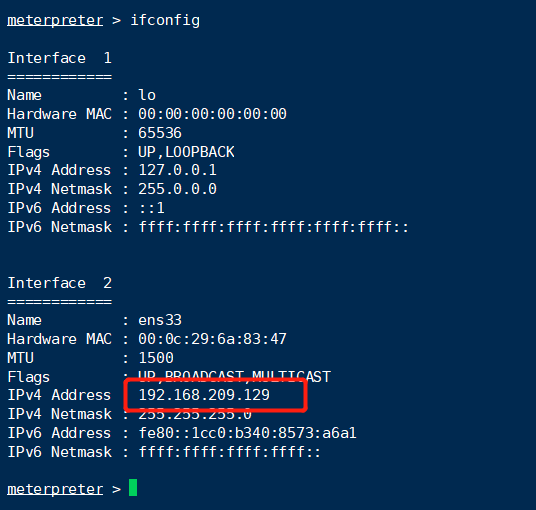 meterpreter > ifconfig
Interface  1
============
Name         : lo
Hardware MAC : 00:00:00:00:00:00
MTU          : 65536
Flags        : UP,LOOPBACK
IPv4 Address : 127.0.0.1
IPv4 Netmask : 255.0.0.0
IPv6 Address : ::1
IPv6 Netmask : ffff:ffff:ffff:ffff:ffff:ffff::
Interface  2
============
Name         : ens33
Hardware MAC : 00:0c:29:6a:83:47
MTU          : 1500
Flags        : UP,BROADCAST,MULTICAST
IPv4 Address : 192.168.209.129
IPv4 Netmask : 255.255.255.0
IPv6 Address : fe80::1cc0:b340:8573:a6a1
IPv6 Netmask : ffff:ffff:ffff:ffff::
meterpreter >